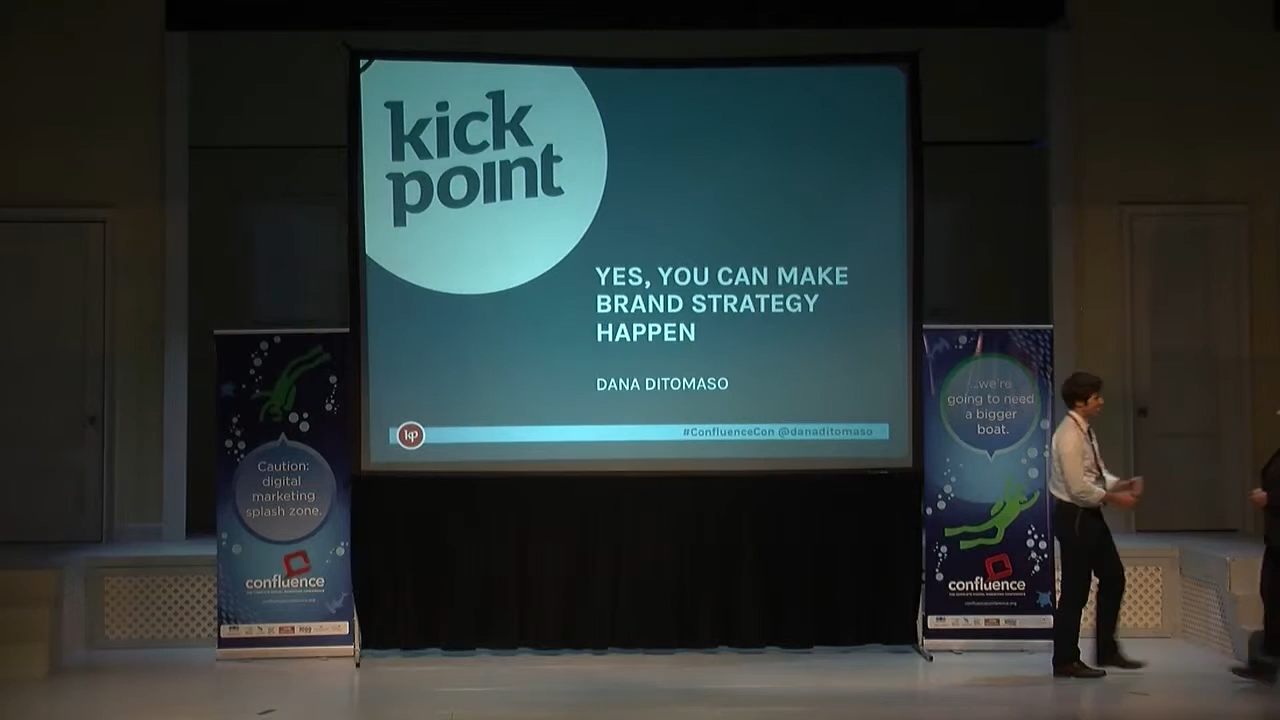 kick
point
YES, YOU CAN MAKE
BRAND STRATEGY
HAPPEN
DANA DITOMASO
kp
#ConfluenceCon @danaditomaso
Caution:
digital
marketing
splash zone.
confluence
...we're
going to need
a bigger
boat.
confluence